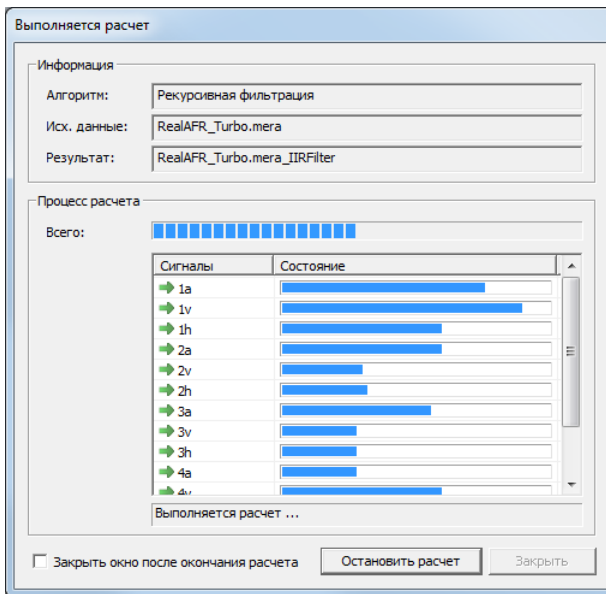 Выполняется расчет
Информация
Алгоритм: Рекурсивная фильтрация
Исх. данные: RealAFR_Turbo.mera
Результат: RealAFR_Turbo.mera_IIRFilter
Процесс расчета
Всего:
Сигналы Состояние
1a
1v
1h
2a
2v
2h
3a
3v
3h
4a
4v
Выполняется расчет ...
Закрыть окно после окончания расчета Остановить расчет Закрыть